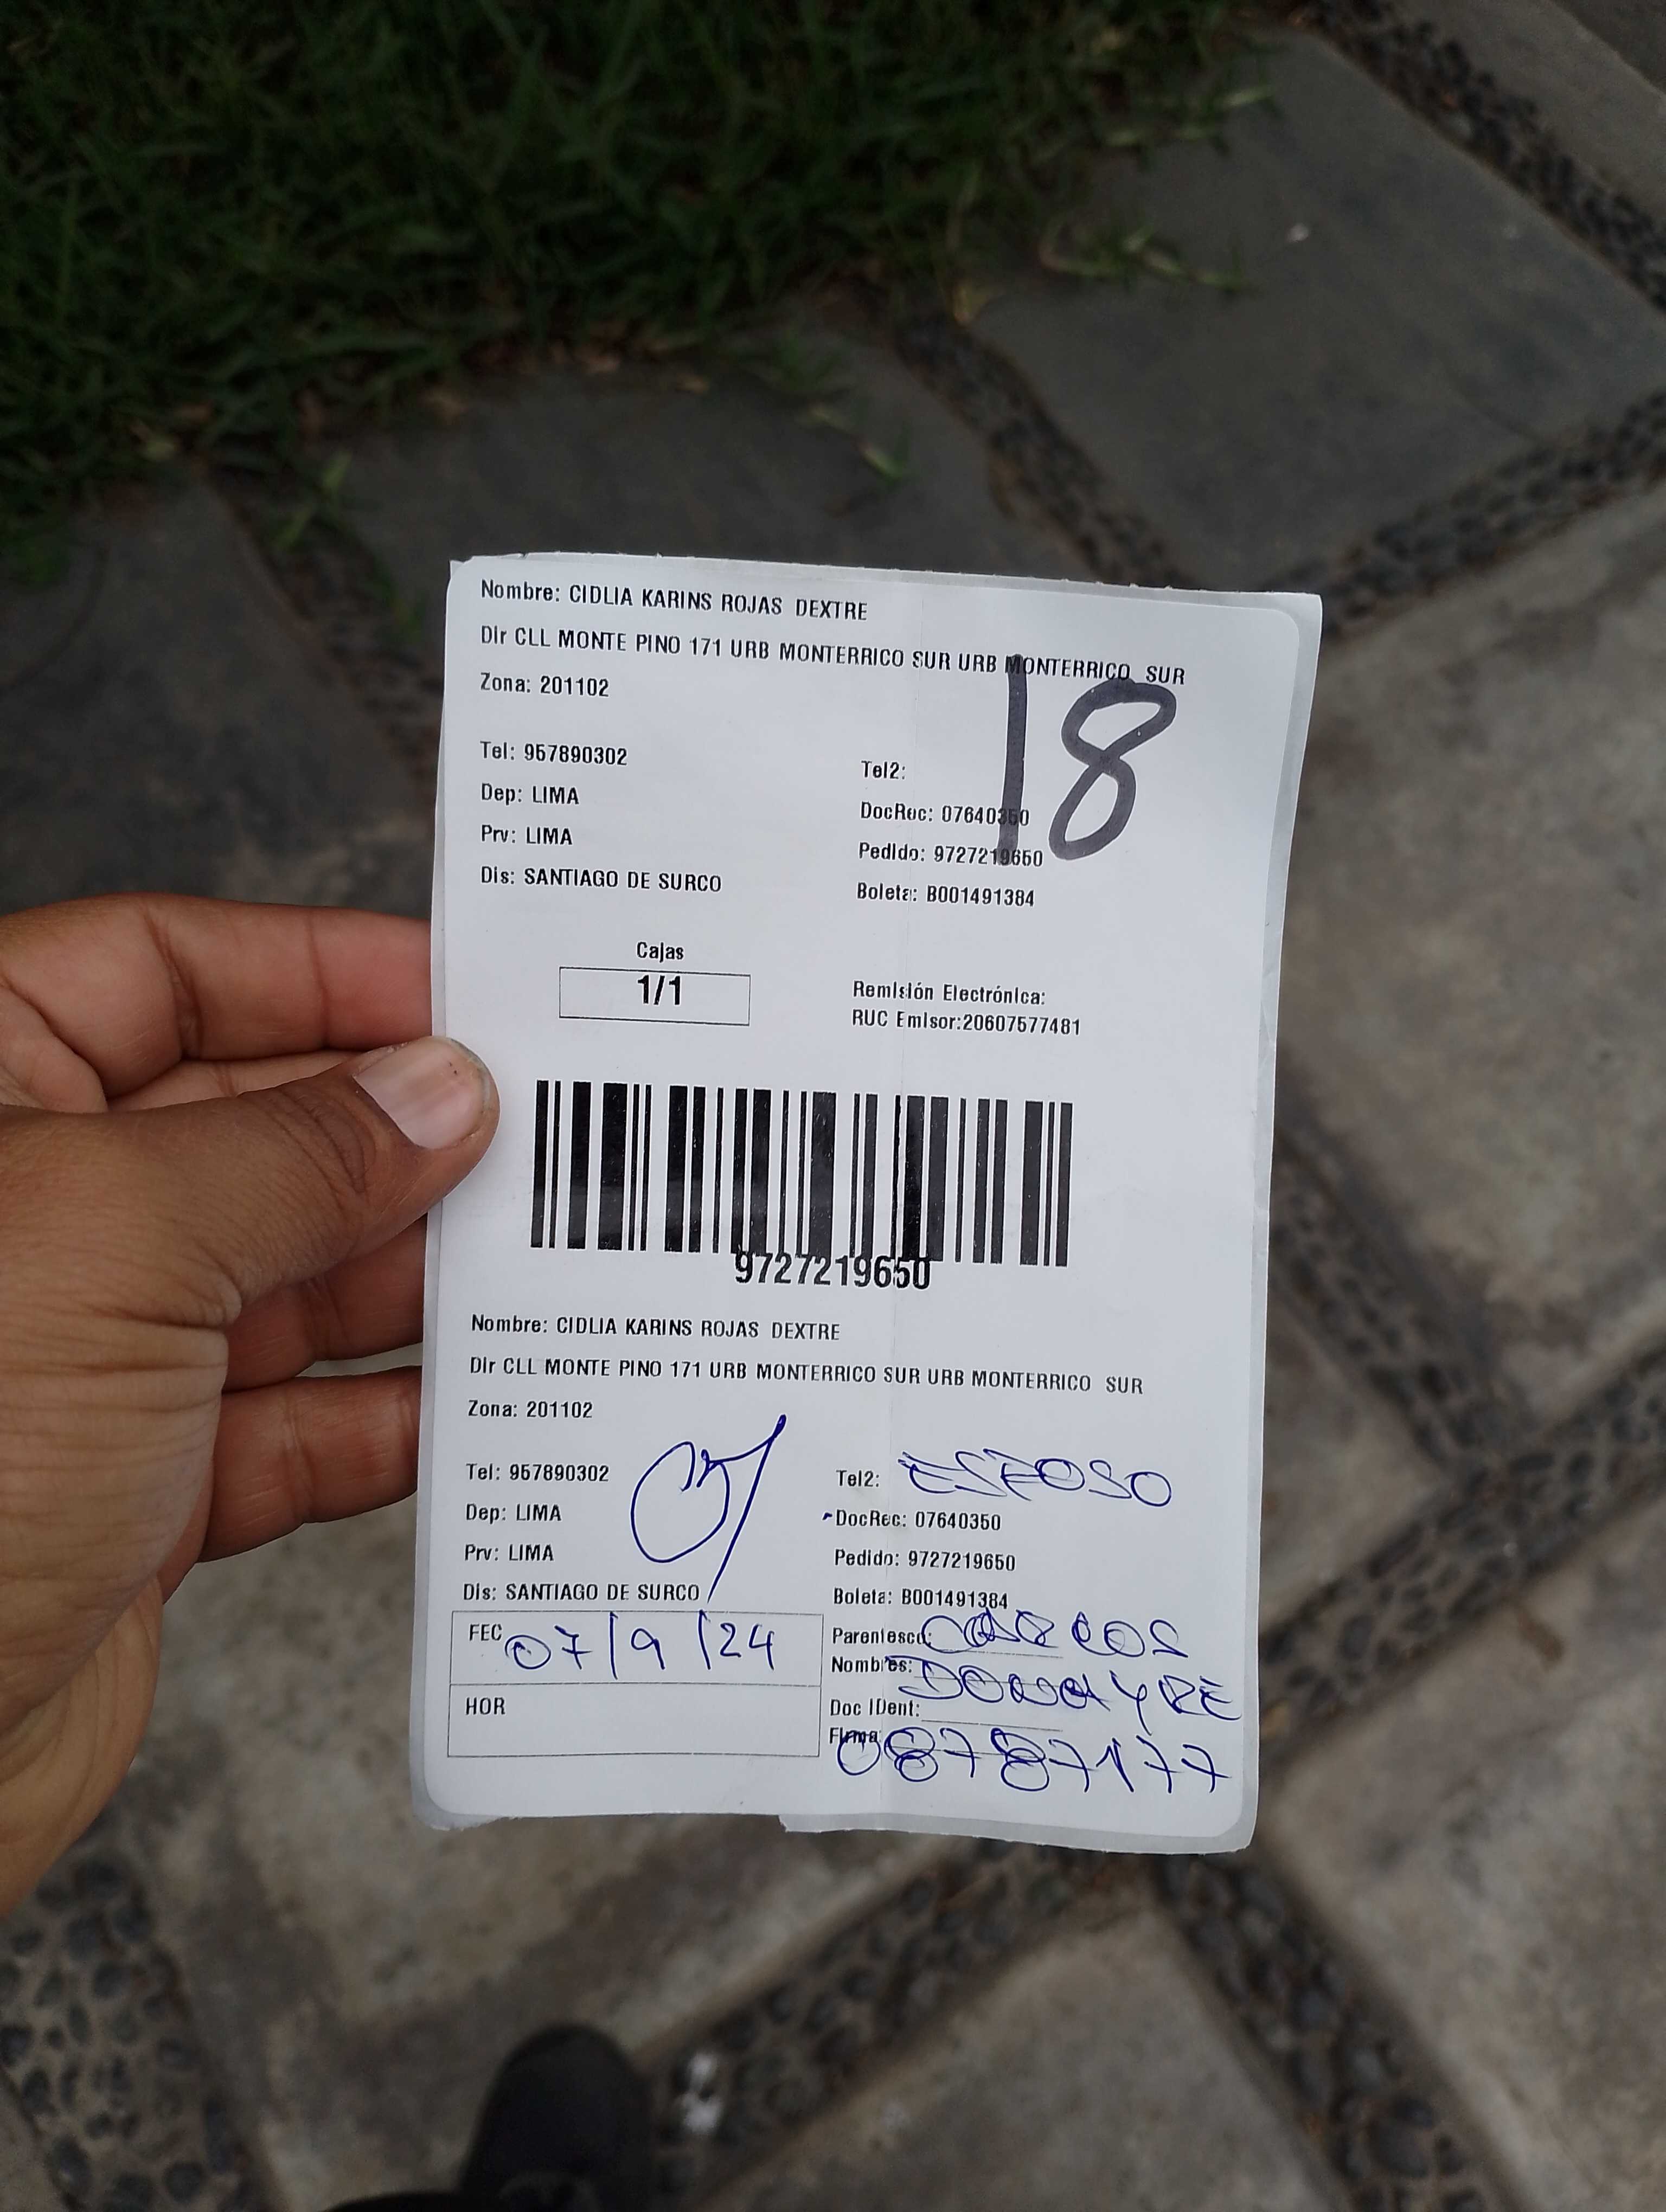 Nombre: CIDLIA KARINS ROJAS DEXTRE
Dir CLL MONTE PINO 171 URB MONTERRICO SUR URB MONTERRICO SUR
Zona: 201102
18
Tel: 957890302
Tel2:
Dep: LIMA
DocRec: 07640350
Prv: LIMA
Pedido: 9727219650
Dis: SANTIAGO DE SURCO
Boleta: B001491384
Cajas
1/1
Remisión Electrónica:
RUC Emisor:20607577481
9727219650
Nombre: CIDLIA KARINS ROJAS DEXTRE
Dir CLL MONTE PINO 171 URB MONTERRICO SUR URB MONTERRICO SUR
Zona: 201102
Tel: 957890302
Tel2: ESPOSO
Dep: LIMA
DocRec: 07640350
Prv: LIMA
Pedido: 9727219650
Dis: SANTIAGO DE SURCO
Boleta: B001491384
FEC 07/9/24
Parentesco: CARLOS
Nombres:
HOR
Doc IDent:
Firma: 08787177